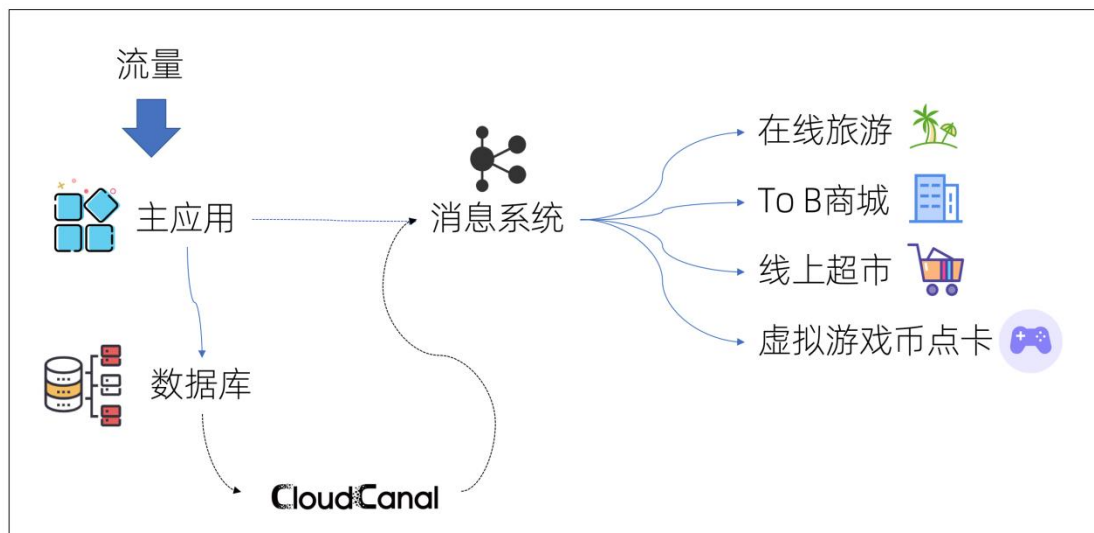 流量
主应用
数据库
CloudCanal
消息系统
在线旅游
To B商城
线上超市
虚拟游戏币点卡